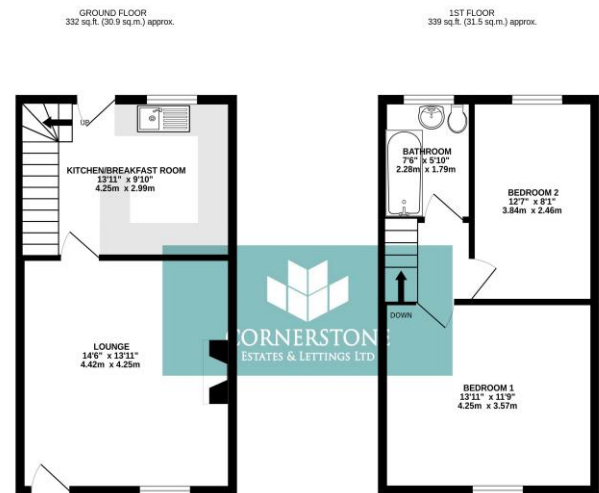 GROUND FLOOR
332 sq.ft. (30.9 sq.m.) approx.
1ST FLOOR
339 sq.ft. (31.5 sq.m.) approx.
UP
KITCHEN/BREAKFAST ROOM
13'11" x 9'10"
4.25m x 2.99m
LOUNGE
14'6" x 13'11"
4.42m x 4.25m
BATHROOM
7'6" x 5'10"
2.28m x 1.79m
BEDROOM 2
12'7" x 8'1"
3.84m x 2.46m
DOWN
BEDROOM 1
13'11" x 11'9"
4.25m x 3.57m
CORNERSTONE
ESTATES & LETTINGS LTD